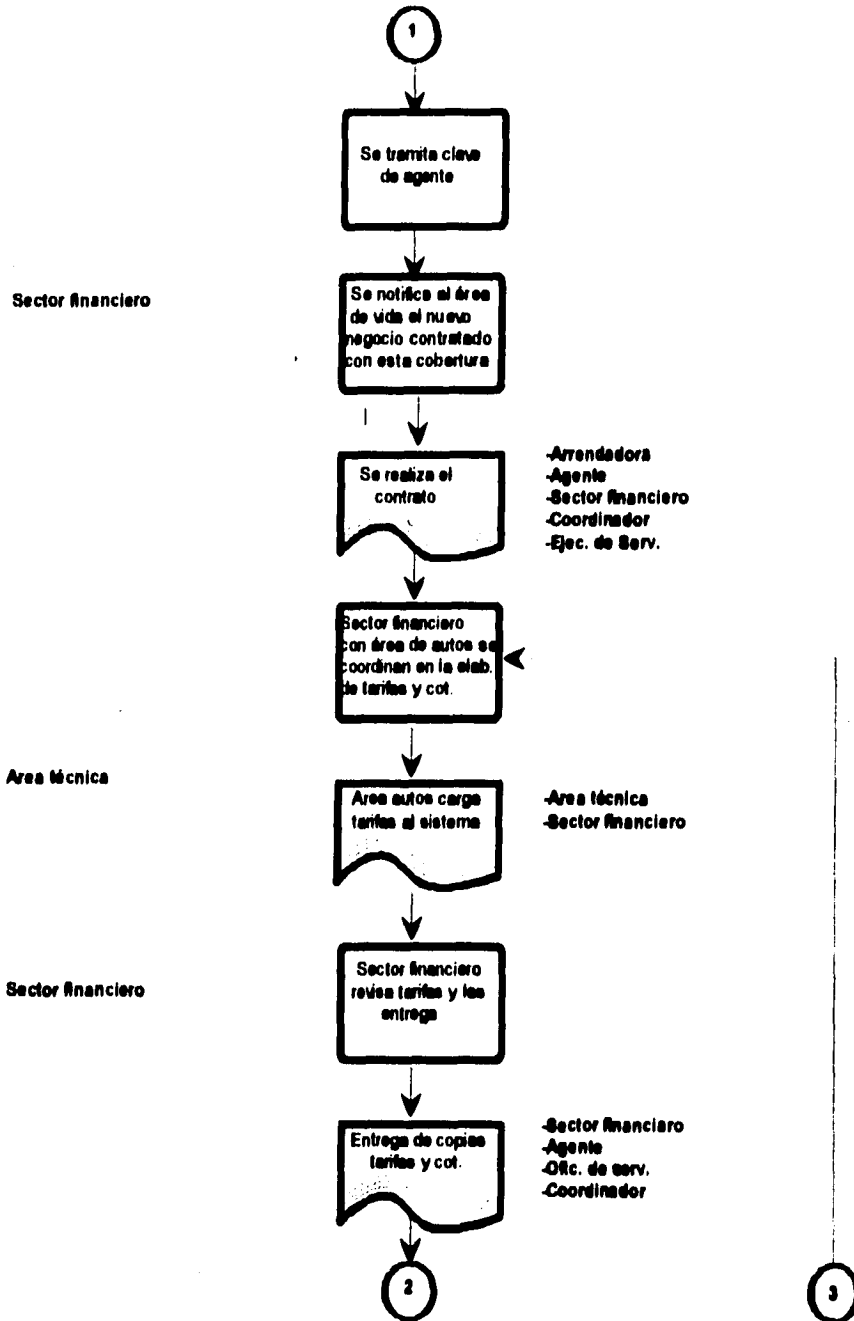 1
Se tramita clave
de agente
Sector financiero
Se notifica al área
de vida el nuevo
negocio contratado
con esta cobertura
Se realiza el
contrato
-Arrendadora
-Agente
-Sector financiero
-Coordinador
-Ejec. de Serv.
Sector financiero
con área de autos se
coordinan en la elab.
de tarifas y cot.
Area técnica
Area autos carga
tarifas al sistema
-Area técnica
-Sector financiero
Sector financiero
Sector financiero
revisa tarifas y las
entrega
Entrega de copias
tarifas y cot.
-Sector financiero
-Agente
-Ofic. de serv.
-Coordinador
2
3